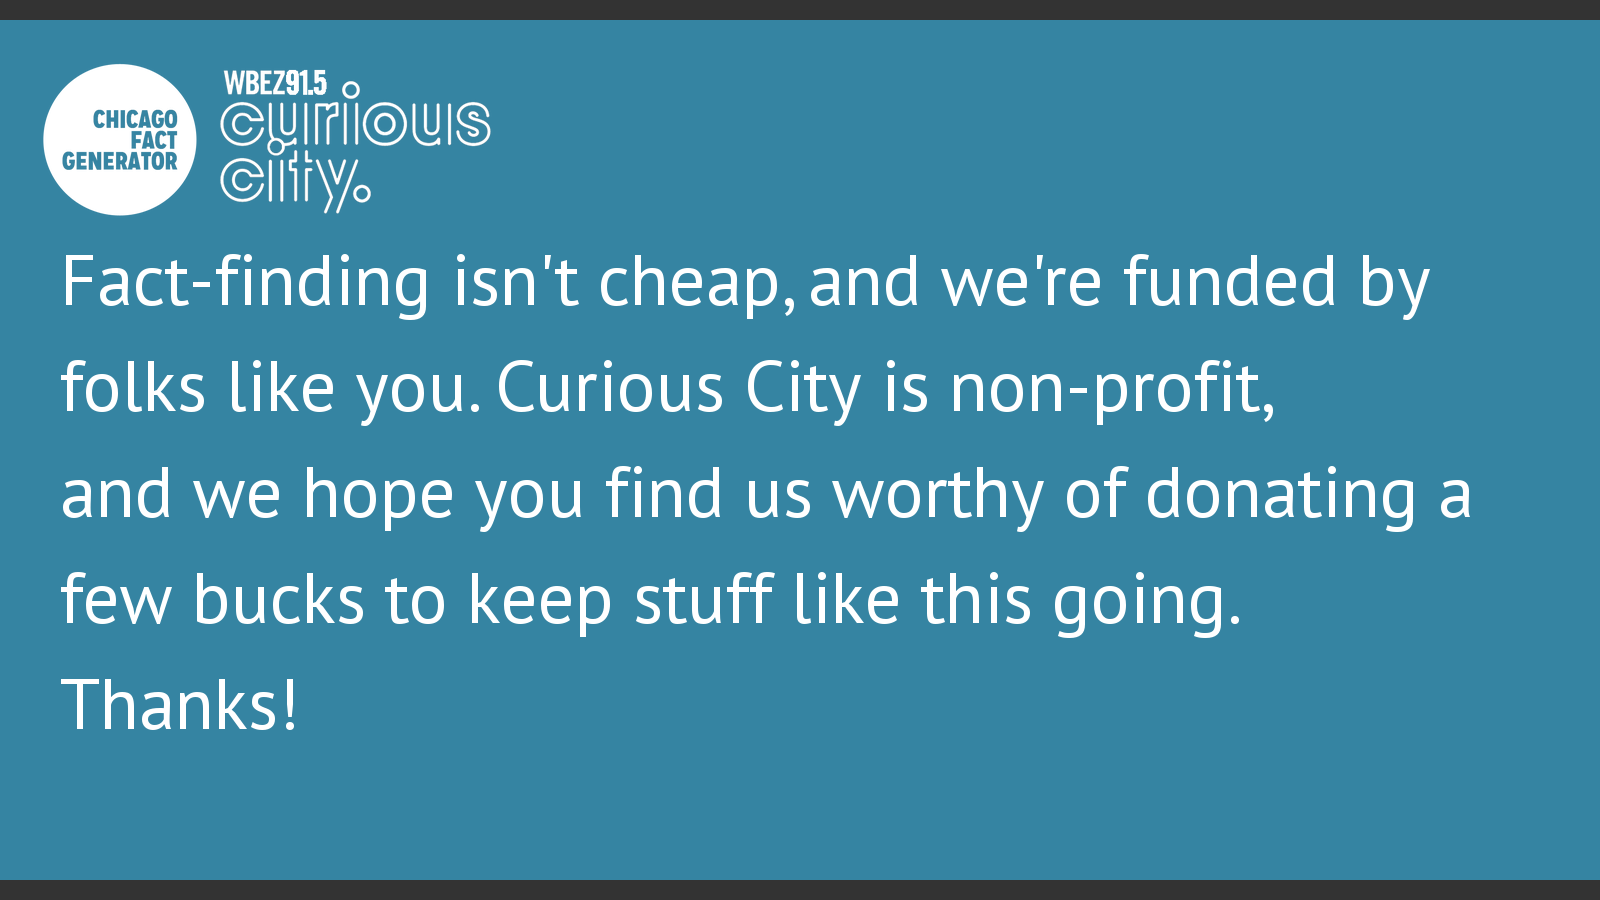 CHICAGO
FACT
GENERATOR
WBEZ91.5
curious
city.
Fact-finding isn't cheap, and we're funded by
folks like you. Curious City is non-profit,
and we hope you find us worthy of donating a
few bucks to keep stuff like this going.
Thanks!